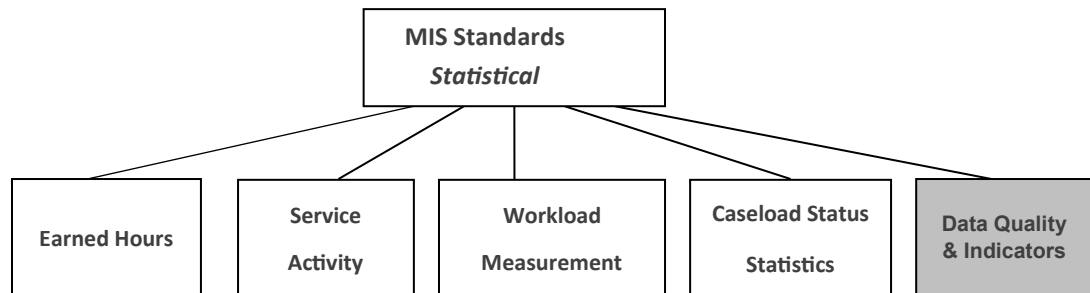 MIS Standards
Statistical
Earned Hours
Service
Activity
Workload
Measurement
Caseload Status
Statistics
Data Quality
& Indicators